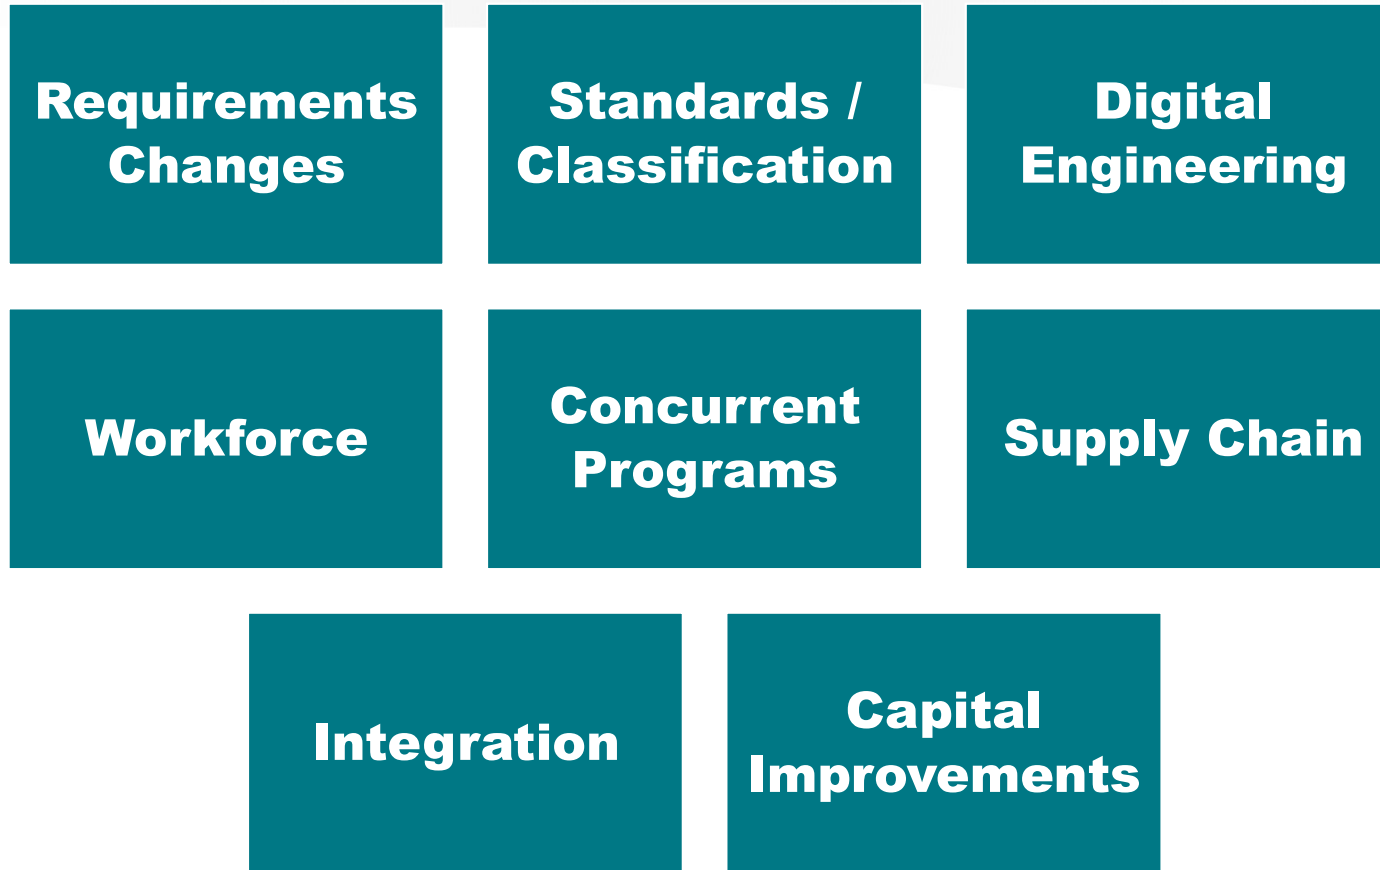 Requirements
Changes
Standards /
Classification
Digital
Engineering
Workforce
Concurrent
Programs
Supply Chain
Integration
Capital
Improvements